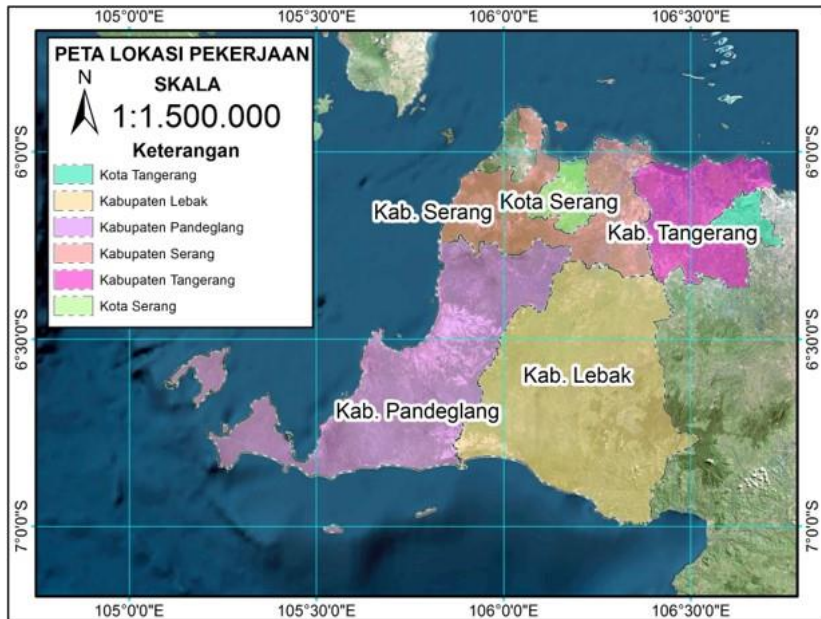 105°0'0"E 105°30'0"E 106°0'0"E 106°30'0"E
PETA LOKASI PEKERJAAN
SKALA
N
1:1.500.000
Keterangan
Kota Tangerang
Kabupaten Lebak
Kabupaten Pandeglang
Kabupaten Serang
Kabupaten Tangerang
Kota Serang
6°0'0"S
6°30'0"S
7°0'0"S
Kab. Serang
Kota Serang
Kab. Tangerang
Kab. Lebak
Kab. Pandeglang
6°0'0"S
6°30'0"S
7°0'0"S
105°0'0"E 105°30'0"E 106°0'0"E 106°30'0"E